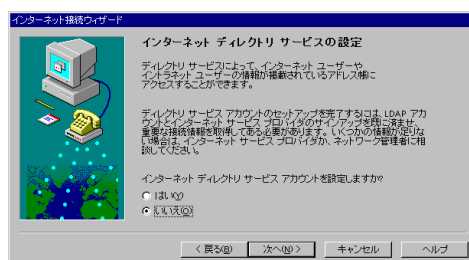 インターネット接続ウィザード
インターネット ディレクトリ サービスの設定
ディレクトリ サービスによって、インターネット ユーザーや
イントラネット ユーザーの情報が掲載されているアドレス帳に
アクセスすることができます。
ディレクトリ サービス アカウントのセットアップを完了するには、LDAP アカ
ウントとインターネット サービス プロバイダのサインアップを既に済ませ、
重要な接続情報を取得してある必要があります。いくつかの情報が足りな
い場合は、インターネット サービス プロバイダか、ネットワーク管理者に相
談してください。
インターネット ディレクトリ サービス アカウントを設定しますか?
はい(Y)
いいえ(O)
< 戻る(B)
次へ(N) >
キャンセル
ヘルプ